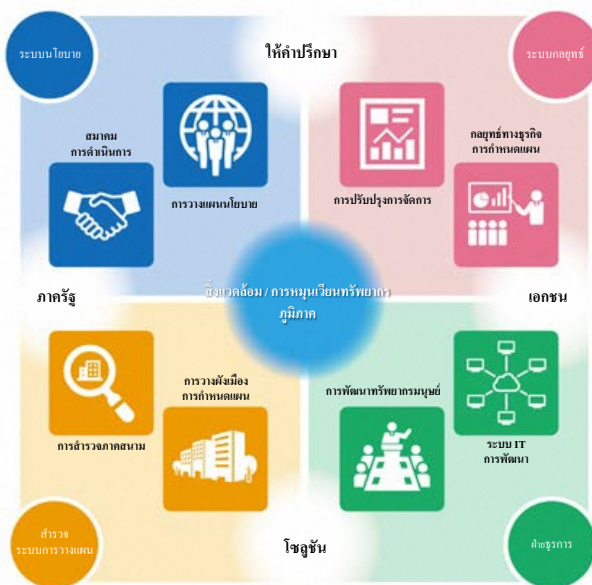 ระบบนโยบาย
ให้คำปรึกษา
ระบบกลยุทธ์
สมาคม
การดำเนินการ
การวางแผนนโยบาย
การปรับปรุงการจัดการ
กลยุทธ์ทางธุรกิจ
การกำหนดแผน
ภาครัฐ
สิ่งแวดล้อม / การหมุนเวียนทรัพยากร
ภูมิภาค
เอกชน
การสำรวจภาคสนาม
การวางผังเมือง
การกำหนดแผน
การพัฒนาทรัพยากรมนุษย์
ระบบ IT
การพัฒนา
สำรวจ
ระบบการวางแผน
โซลูชัน
ฝ่ายธุรการ